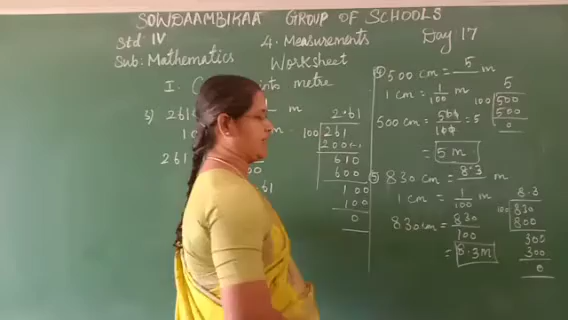 SOWDAAMBIKAA GROUP OF SCHOOLS
Std IV 4. Measurements Day: 17
Sub: Mathematics Worksheet
I. into metre
3) 261 m
2.61
100 261
200
610
600
100
100
0
④ 500 cm = 5 m
1 cm = 1/100 m
500 cm = 500/100 = 5
= 5 m
5
100 500
500
0
⑤ 830 cm = 8.3 m
1 cm = 1/100 m
830 cm = 830/100
= 8.3 m
8.3
100 830
800
300
300
0